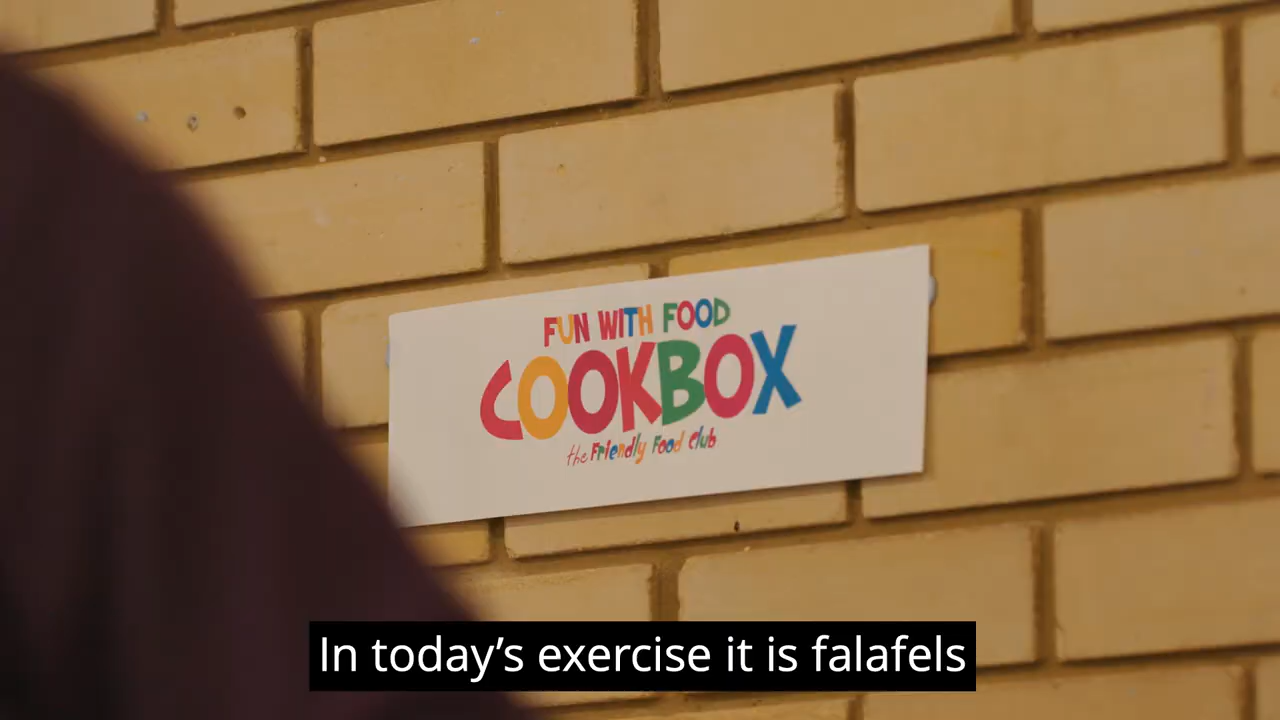 FUN WITH FOOD
COOKBOX
the Friendly Food Club
In today’s exercise it is falafels